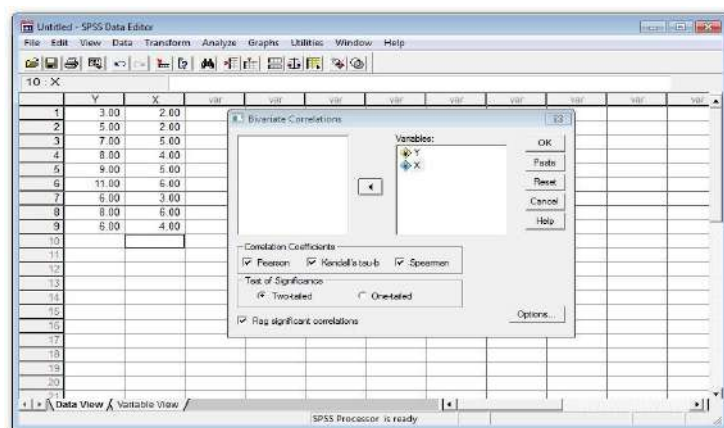 Untitled - SPSS Data Editor
File Edit View Data Transform Analyze Graphs Utilities Window Help
10 : X
Y X var var var var var var var var var
1 3.00 2.00
2 5.00 2.00
3 7.00 5.00
4 8.00 4.00
5 9.00 5.00
6 11.00 6.00
7 6.00 3.00
8 8.00 6.00
9 6.00 4.00
10
11
12
13
14
15
16
17
18
19
20
21
Bivariate Correlations
Variables:
Y
X
OK
Paste
Reset
Cancel
Help
Correlation Coefficients
Pearson Kendall's tau-b Spearman
Test of Significance
Two-tailed One-tailed
Flag significant correlations
Options...
Data View Variable View
SPSS Processor is ready